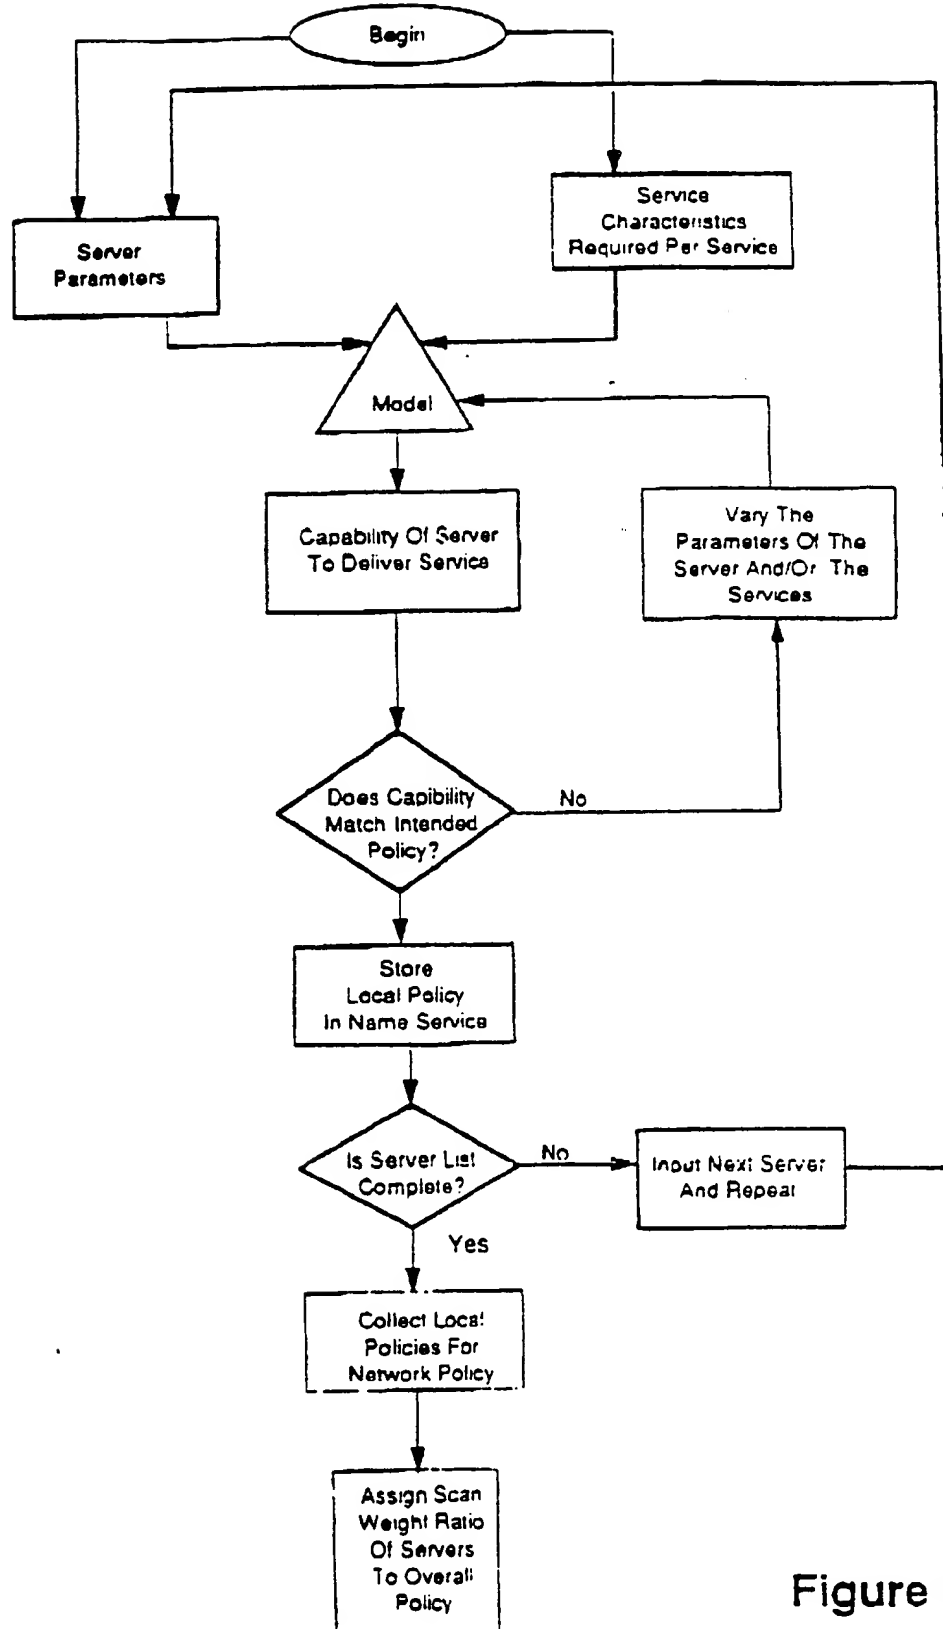 Begin
Service
Characteristics
Required Per Service
Server
Parameters
Model
Capability Of Server
To Deliver Service
Vary The
Parameters Of The
Server And/Or The
Services
Does Capibility
Match Intended
Policy?
No
Store
Local Policy
In Name Service
Is Server List
Complete?
No
Input Next Server
And Repeat
Yes
Collect Local
Policies For
Network Policy
Assign Scan
Weight Ratio
Of Servers
To Overall
Policy
Figure